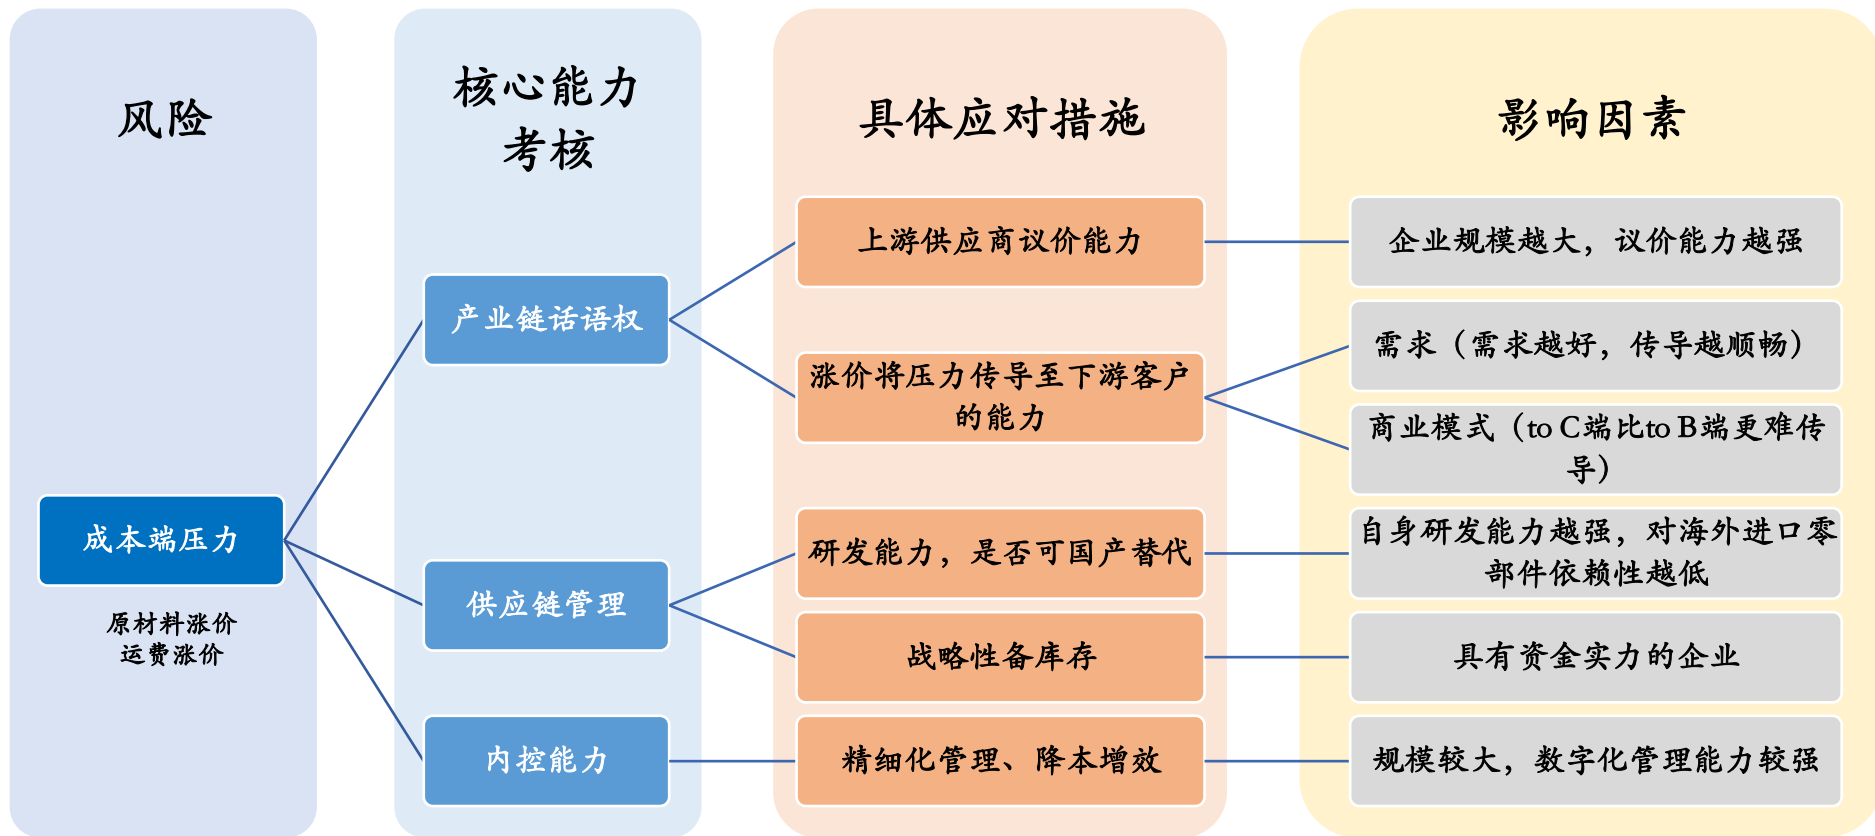 风险
核心能力
考核
具体应对措施
影响因素
成本端压力
原材料涨价
运费涨价
产业链话语权
供应链管理
内控能力
上游供应商议价能力
涨价将压力传导至下游客户
的能力
研发能力，是否可国产替代
战略性备库存
精细化管理、降本增效
企业规模越大，议价能力越强
需求（需求越好，传导越顺畅）
商业模式（to C端比to B端更难传
导）
自身研发能力越强，对海外进口零
部件依赖性越低
具有资金实力的企业
规模较大，数字化管理能力较强